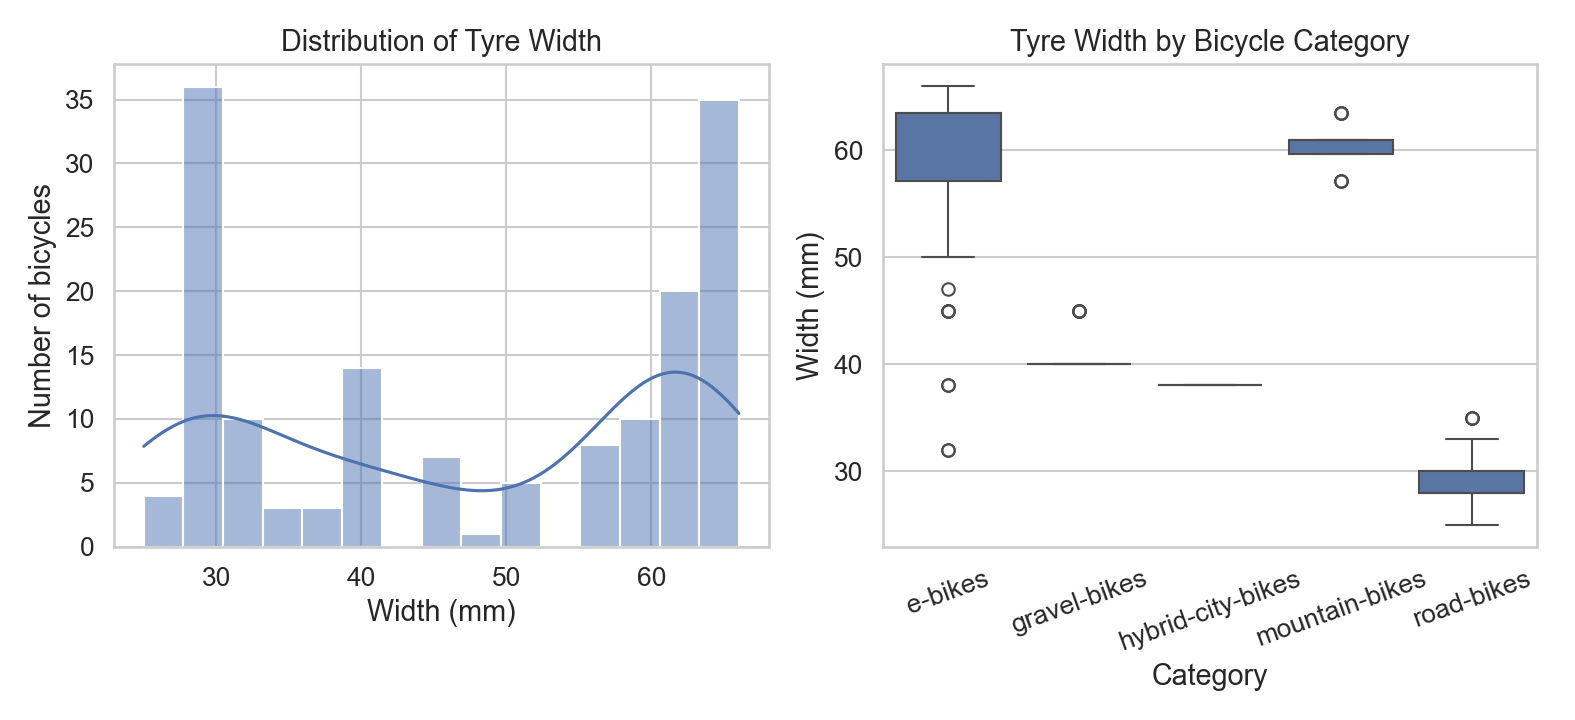 Distribution of Tyre Width
35
30
25
20
15
10
5
0
Number of bicycles
30 40 50 60
Width (mm)
Tyre Width by Bicycle Category
60
50
40
30
Width (mm)
e-bikes
gravel-bikes
hybrid-city-bikes
mountain-bikes
road-bikes
Category